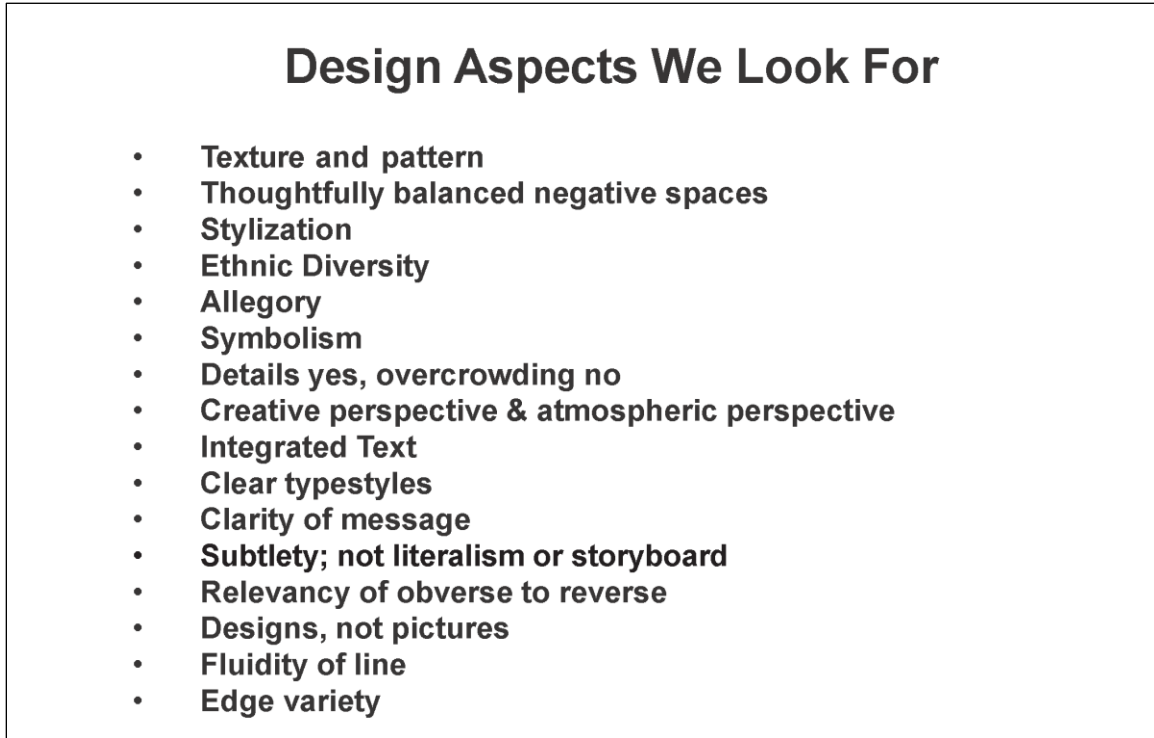 Design Aspects We Look For
• Texture and pattern
• Thoughtfully balanced negative spaces
• Stylization
• Ethnic Diversity
• Allegory
• Symbolism
• Details yes, overcrowding no
• Creative perspective & atmospheric perspective
• Integrated Text
• Clear typestyles
• Clarity of message
• Subtlety; not literalism or storyboard
• Relevancy of obverse to reverse
• Designs, not pictures
• Fluidity of line
• Edge variety